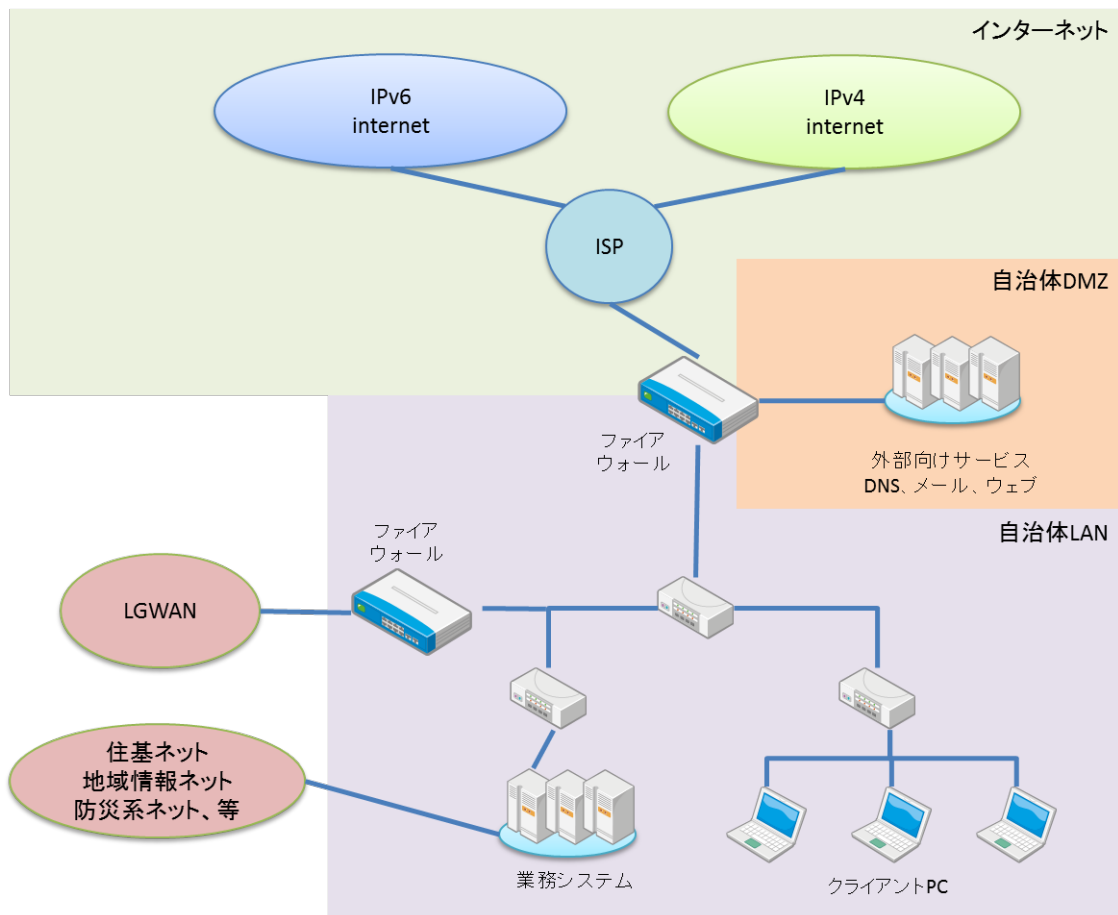 インターネット
IPv6
internet
IPv4
internet
ISP
自治体DMZ
ファイア
ウォール
外部向けサービス
DNS、メール、ウェブ
自治体LAN
ファイア
ウォール
LGWAN
住基ネット
地域情報ネット
防災系ネット、等
業務システム
クライアントPC